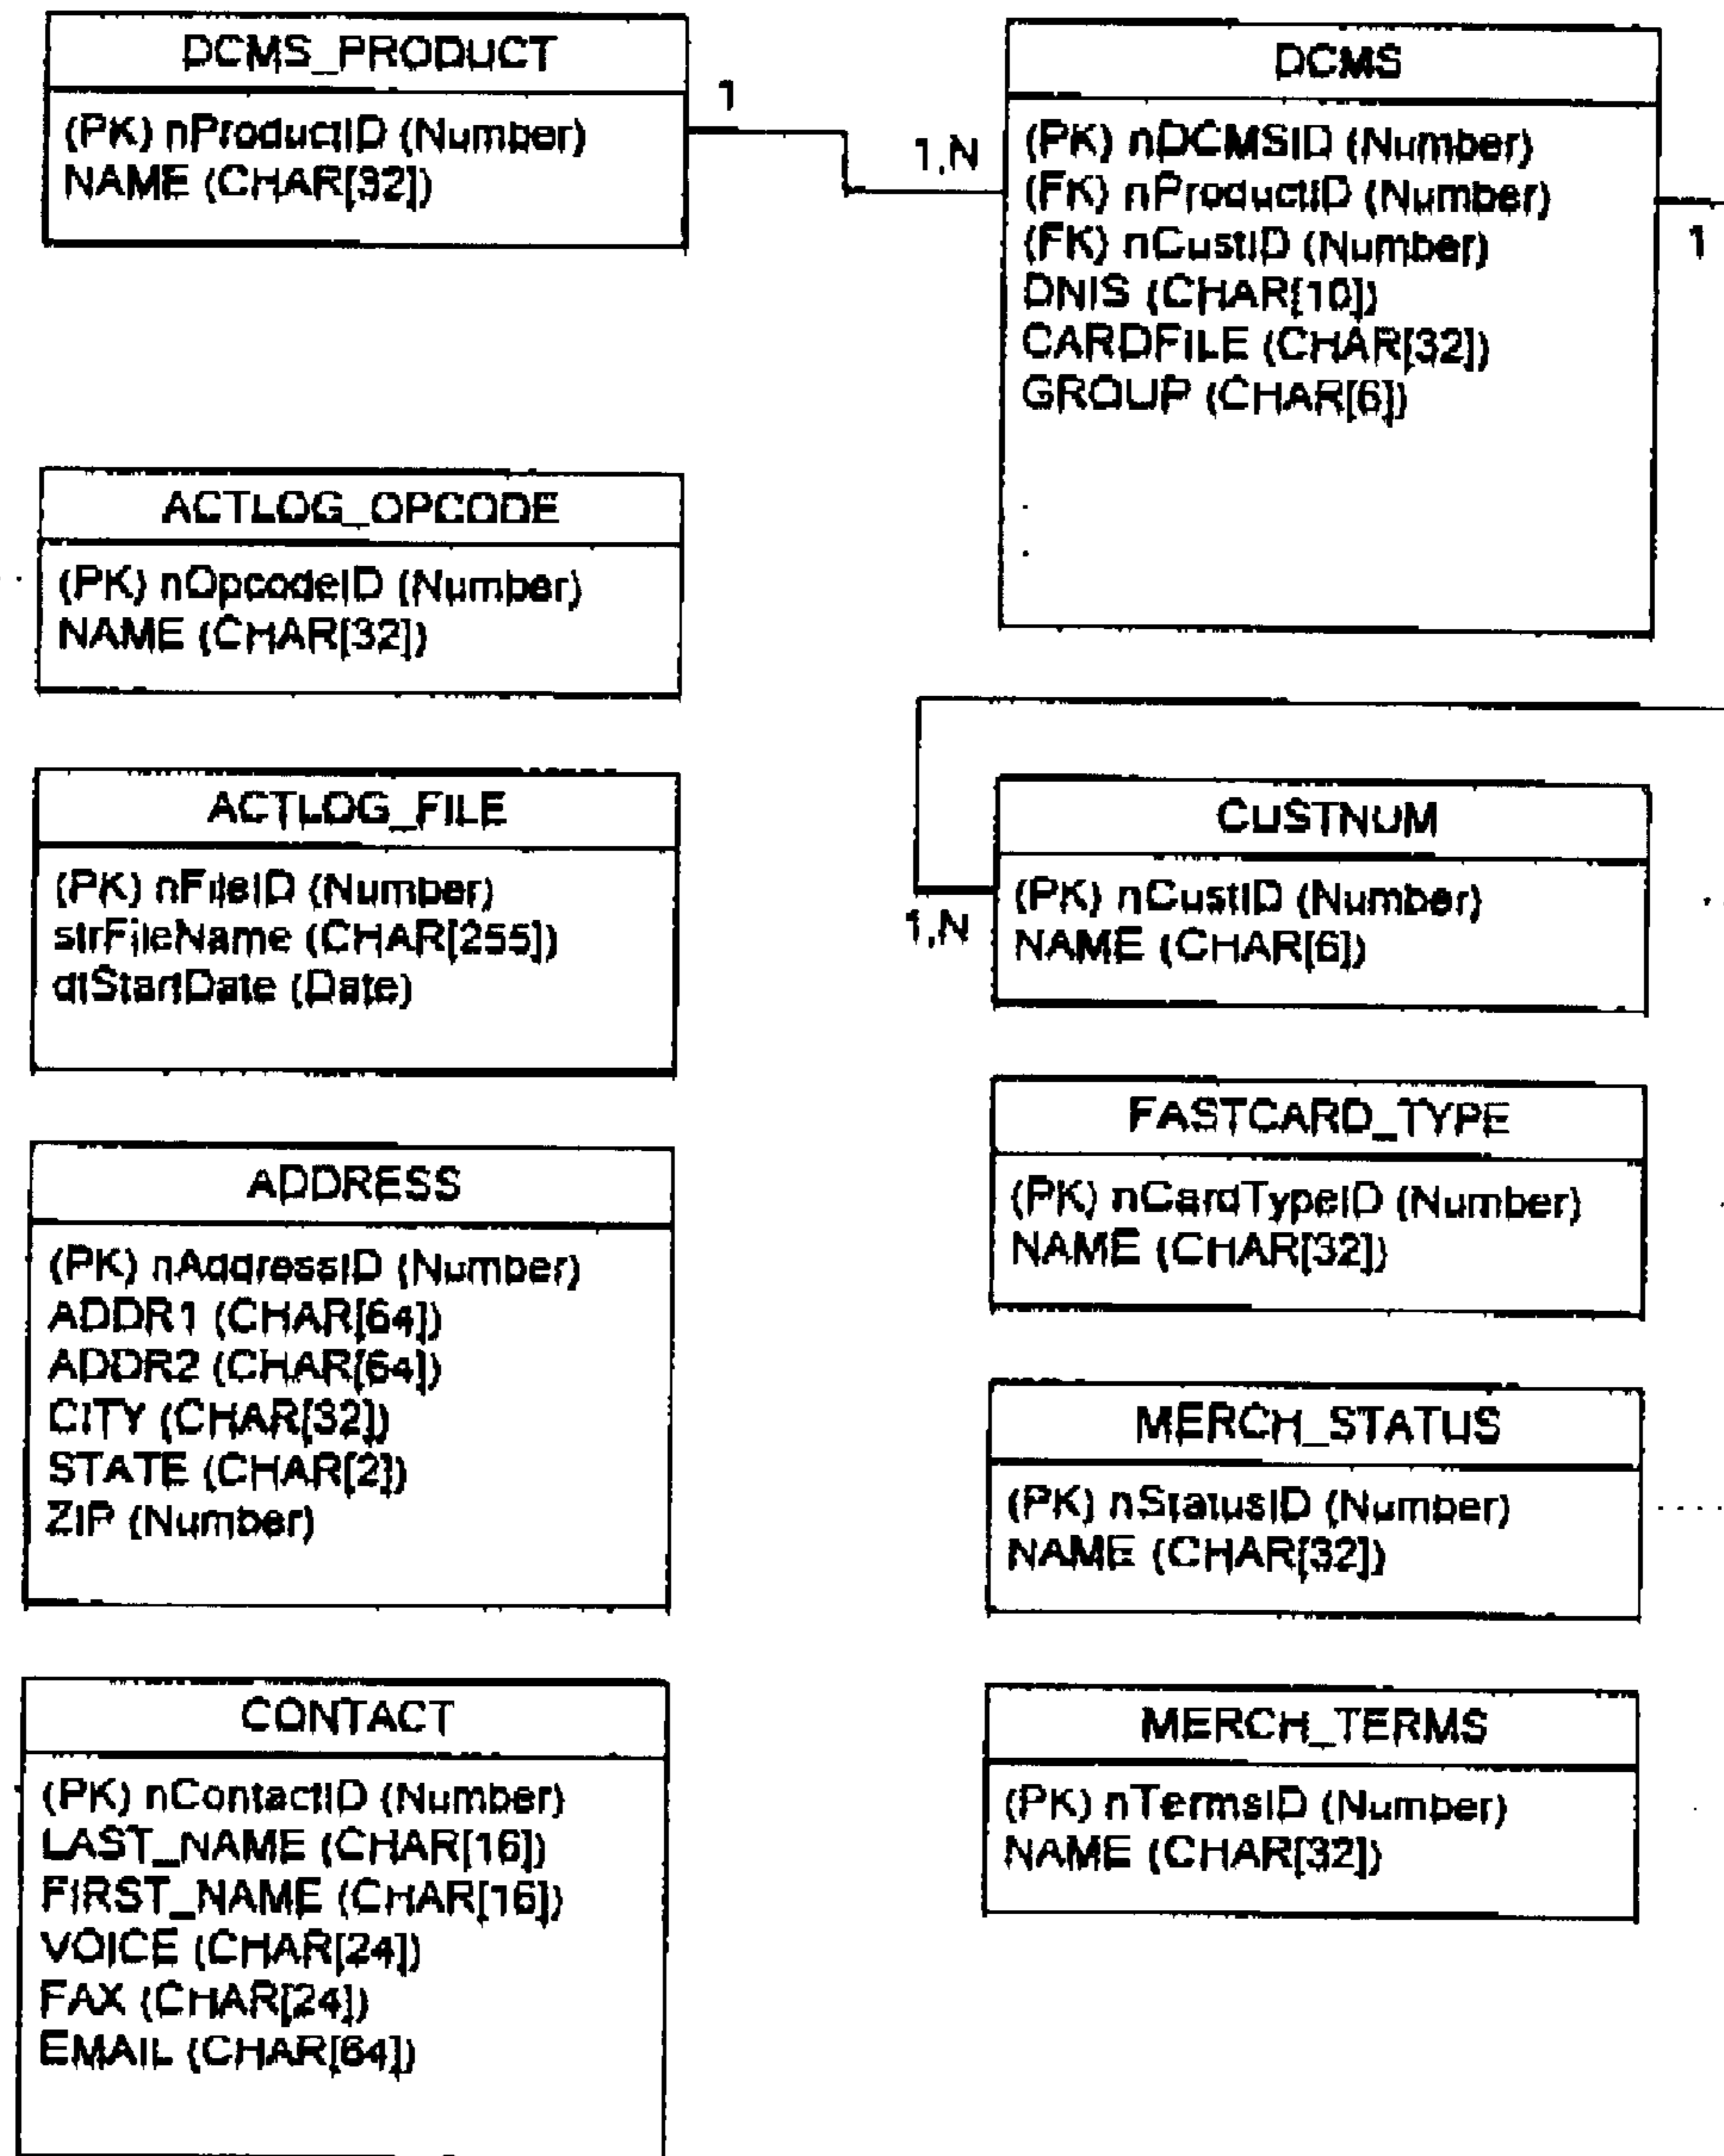 DCMS_PRODUCT
(PK) nProductID (Number)
NAME (CHAR[32])
1
1,N
DCMS
(PK) nDCMSID (Number)
(FK) nProductID (Number)
(FK) nCustID (Number)
DNIS (CHAR[10])
CARDFILE (CHAR[32])
GROUP (CHAR[6])
1
ACTLOG_OPCODE
(PK) nOpcodeID (Number)
NAME (CHAR[32])
ACTLOG_FILE
(PK) nFileID (Number)
strFileName (CHAR[255])
dtStartDate (Date)
1,N
CUSTNUM
(PK) nCustID (Number)
NAME (CHAR[6])
FASTCARD_TYPE
(PK) nCardTypeID (Number)
NAME (CHAR[32])
ADDRESS
(PK) nAddressID (Number)
ADDR1 (CHAR[64])
ADDR2 (CHAR[64])
CITY (CHAR[32])
STATE (CHAR[2])
ZIP (Number)
MERCH_STATUS
(PK) nStatusID (Number)
NAME (CHAR[32])
CONTACT
(PK) nContactID (Number)
LAST_NAME (CHAR[16])
FIRST_NAME (CHAR[16])
VOICE (CHAR[24])
FAX (CHAR[24])
EMAIL (CHAR[64])
MERCH_TERMS
(PK) nTermsID (Number)
NAME (CHAR[32])